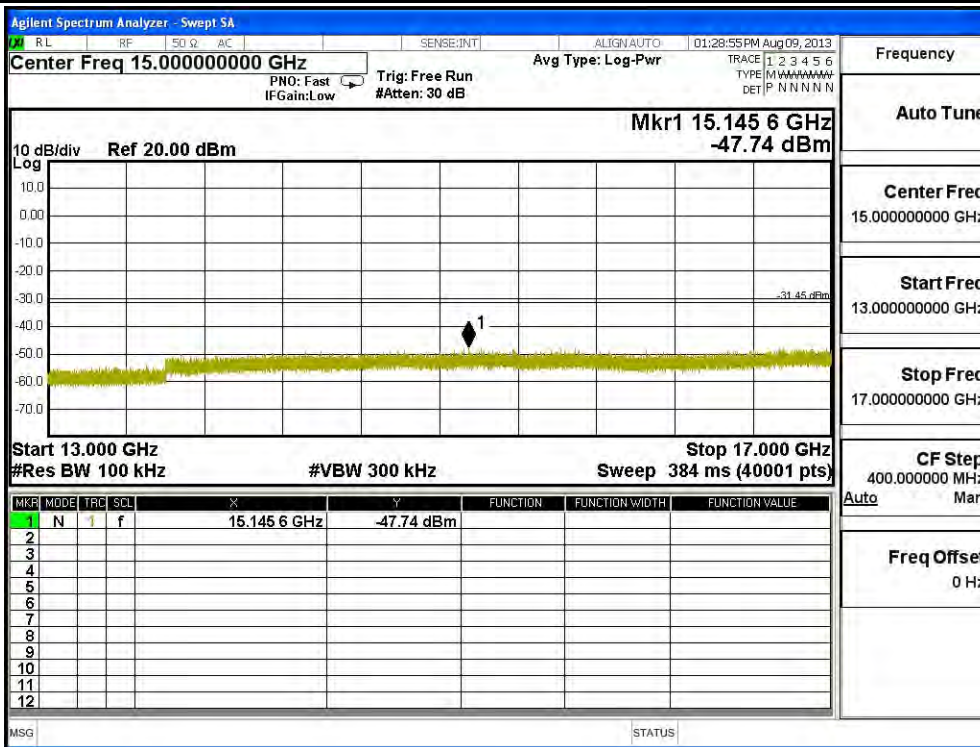 Agilent Spectrum Analyzer - Swept SA
RL RF 50 Ω AC SENSE:INT ALIGNAUTO 01:28:55 PM Aug 09, 2013
Center Freq 15.000000000 GHz
PNO: Fast
IFGain:Low
Trig: Free Run
#Atten: 30 dB
Avg Type: Log-Pwr
TRACE 1 2 3 4 5 6
TYPE M
DET P N N N N N
Mkr1 15.145 6 GHz
-47.74 dBm
10 dB/div Ref 20.00 dBm
Log
10.0
0.00
-10.0
-20.0
-30.0
-31.45 dBm
-40.0
1
-50.0
-60.0
-70.0
Start 13.000 GHz Stop 17.000 GHz
#Res BW 100 kHz #VBW 300 kHz Sweep 384 ms (40001 pts)
MKR MODE TRC SCL X Y FUNCTION FUNCTION WIDTH FUNCTION VALUE
1 N 1 f 15.145 6 GHz -47.74 dBm
2
3
4
5
6
7
8
9
10
11
12
MSG STATUS
Frequency
Auto Tune
Center Freq
15.000000000 GHz
Start Freq
13.000000000 GHz
Stop Freq
17.000000000 GHz
CF Step
400.000000 MHz
Auto Man
Freq Offset
0 Hz